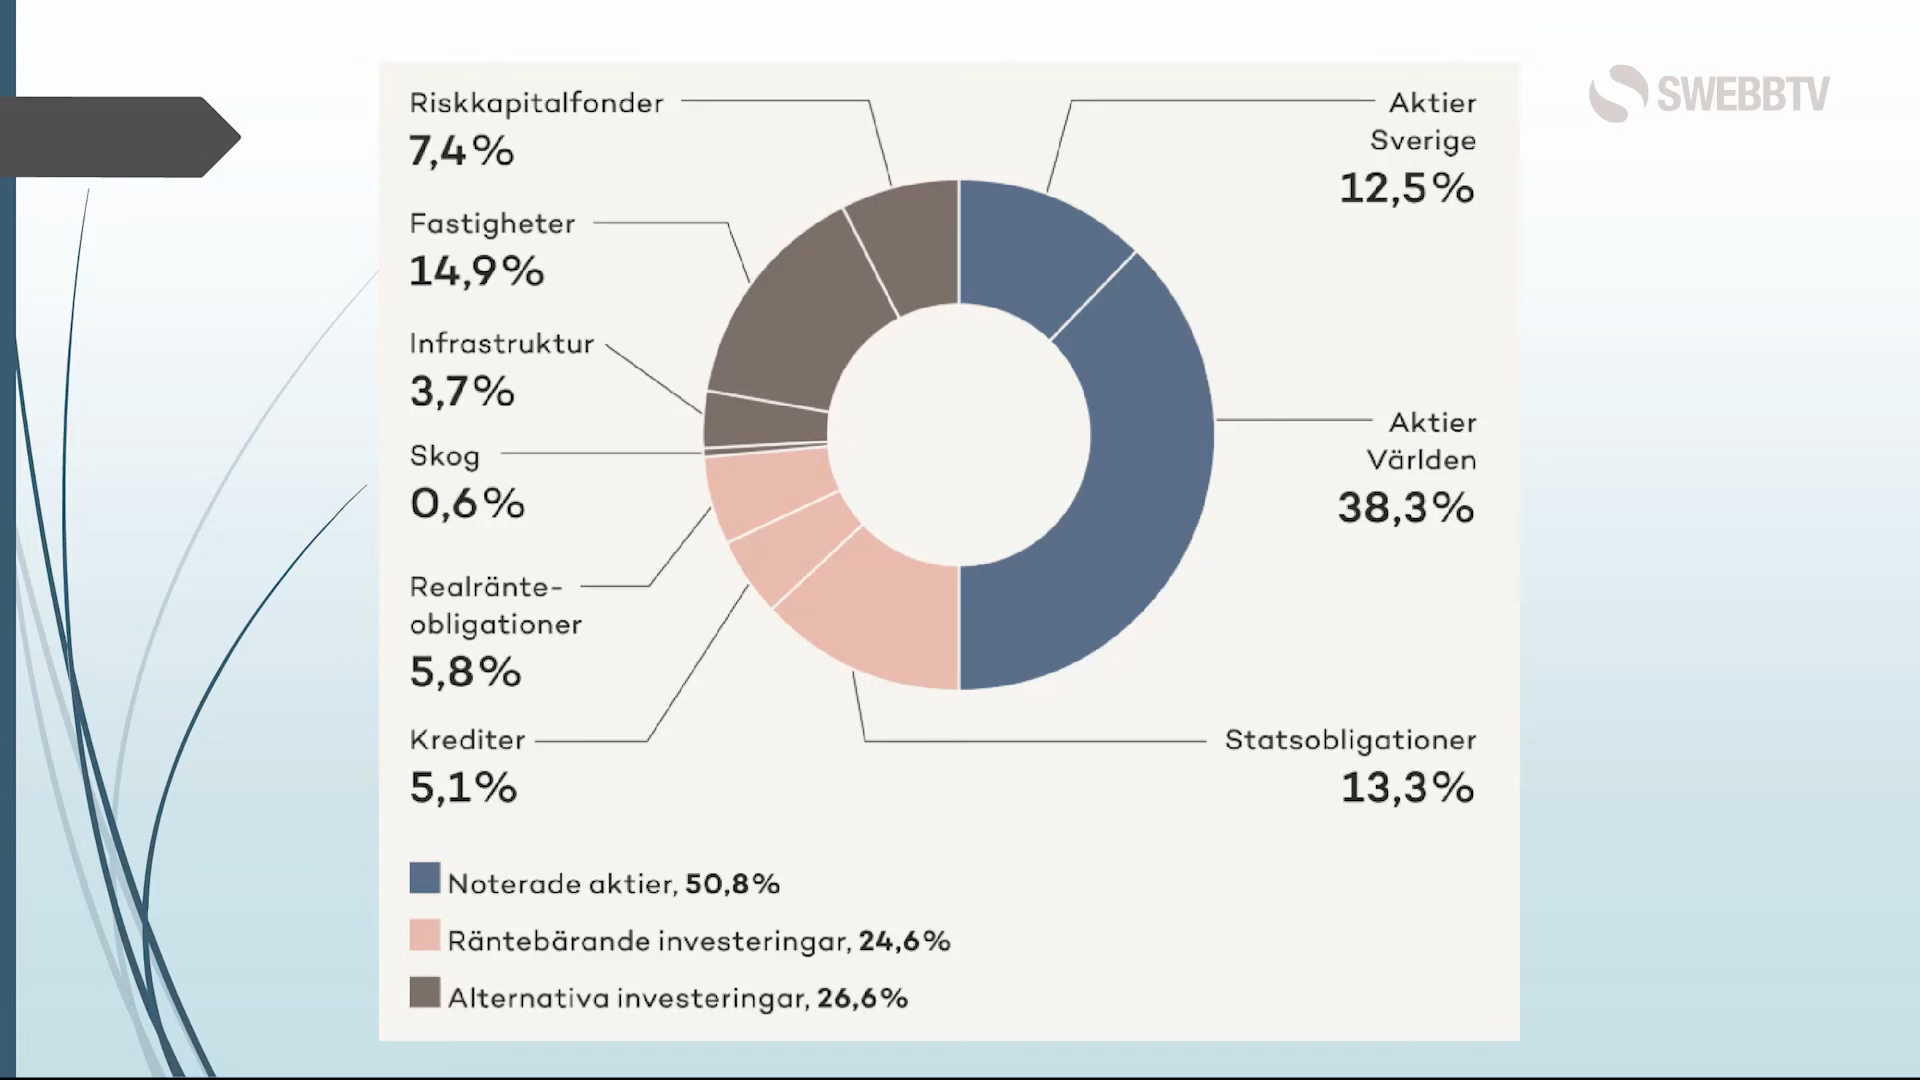 SWEBBTV
Riskkapitalfonder
7,4%
Fastigheter
14,9%
Infrastruktur
3,7%
Skog
0,6%
Realränte-
obligationer
5,8%
Krediter
5,1%
Aktier
Sverige
12,5%
Aktier
Världen
38,3%
Statsobligationer
13,3%
Noterade aktier, 50,8%
Räntebärande investeringar, 24,6%
Alternativa investeringar, 26,6%